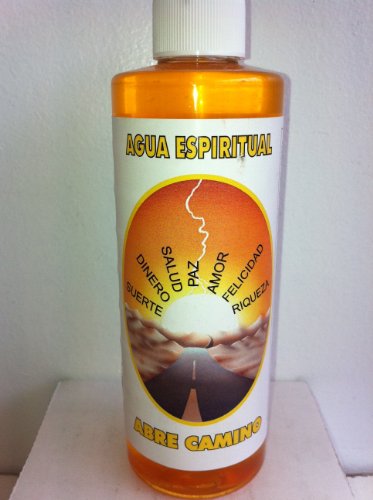 AGUA ESPIRITUAL
SUERTE
DINERO
SALUD
PAZ
AMOR
FELICIDAD
RIQUEZA
ABRE CAMINO